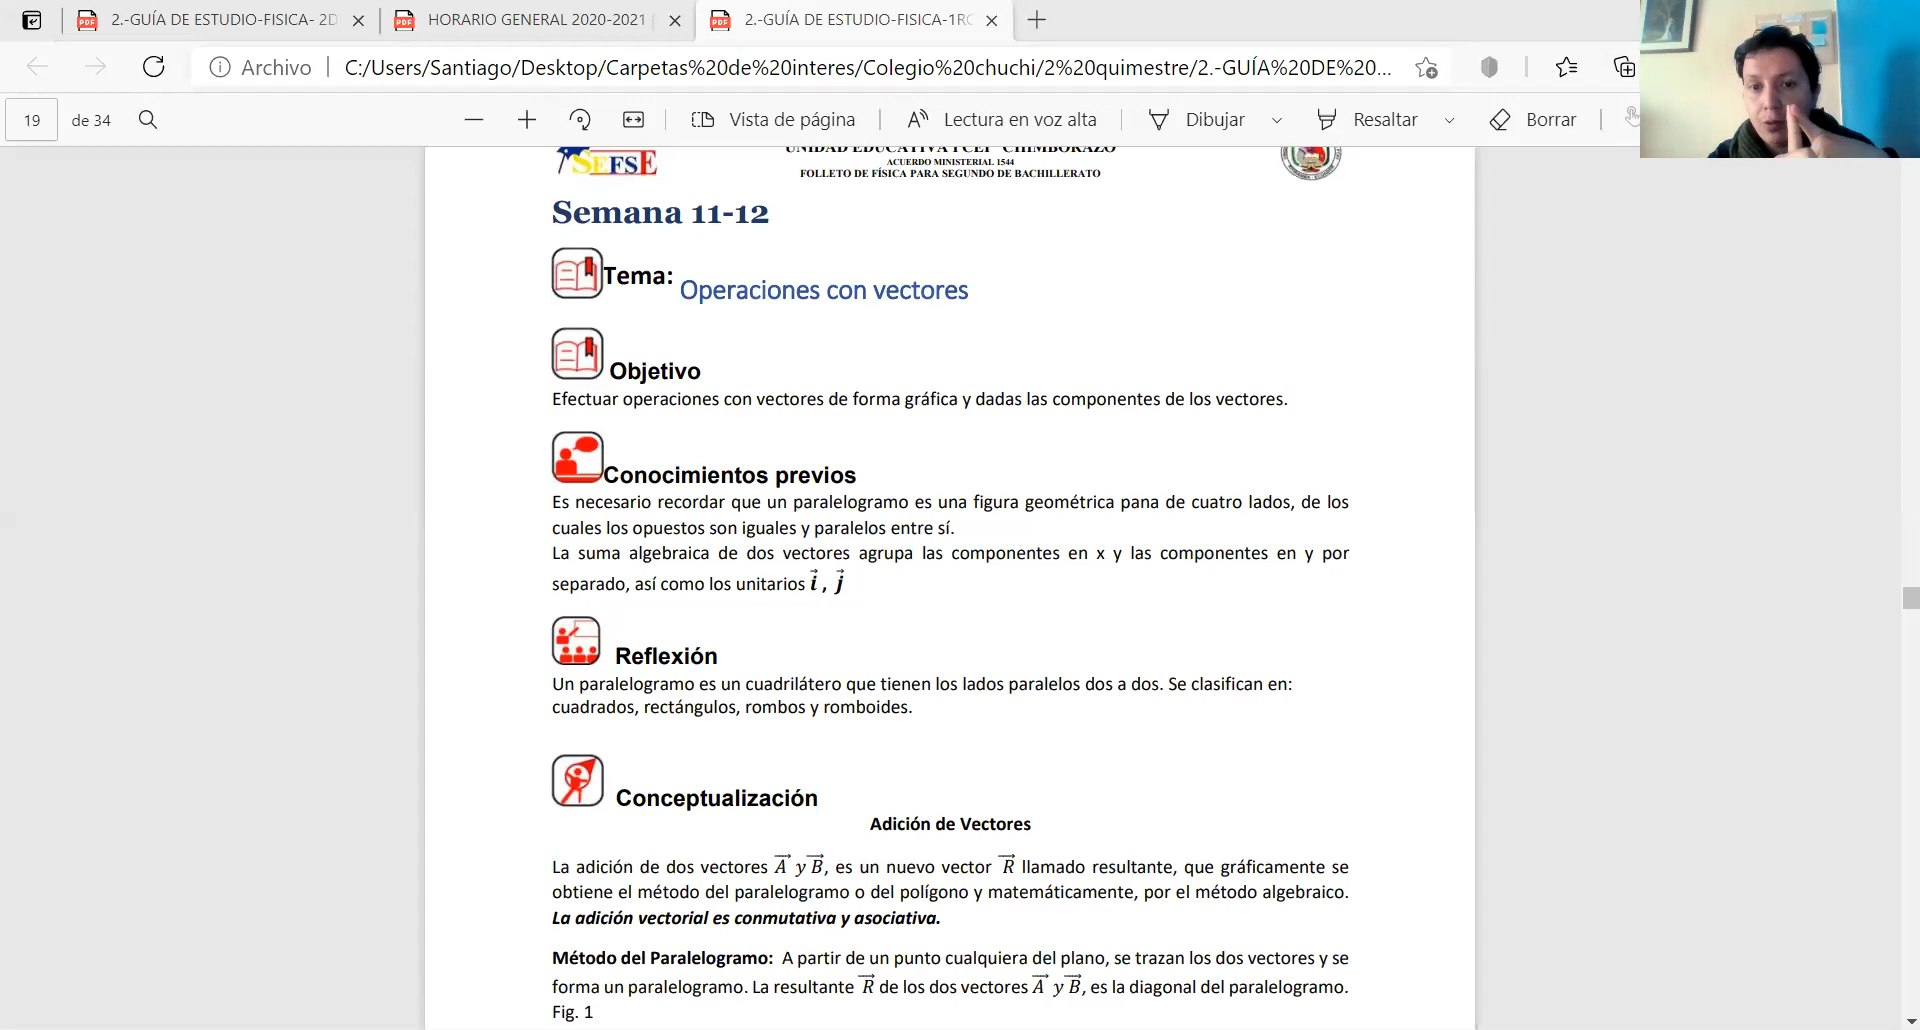 2.-GUÍA DE ESTUDIO-FISICA- 2D
HORARIO GENERAL 2020-2021
2.-GUÍA DE ESTUDIO-FISICA-1RO
Archivo
C:/Users/Santiago/Desktop/Carpetas%20de%20interes/Colegio%20chuchi/2%20quimestre/2.-GUÍA%20DE%20...
19 de 34
Vista de página
Lectura en voz alta
Dibujar
Resaltar
Borrar
SEFSE
UNIDAD EDUCATIVA PCEI "CHIMBORAZO"
ACUERDO MINISTERIAL 1544
FOLLETO DE FÍSICA PARA SEGUNDO DE BACHILLERATO
Semana 11-12
Tema: Operaciones con vectores
Objetivo
Efectuar operaciones con vectores de forma gráfica y dadas las componentes de los vectores.
Conocimientos previos
Es necesario recordar que un paralelogramo es una figura geométrica pana de cuatro lados, de los
cuales los opuestos son iguales y paralelos entre sí.
La suma algebraica de dos vectores agrupa las componentes en x y las componentes en y por
separado, así como los unitarios i⃗ , j⃗
Reflexión
Un paralelogramo es un cuadrilátero que tienen los lados paralelos dos a dos. Se clasifican en:
cuadrados, rectángulos, rombos y romboides.
Conceptualización
Adición de Vectores
La adición de dos vectores A⃗ y B⃗, es un nuevo vector R⃗ llamado resultante, que gráficamente se
obtiene el método del paralelogramo o del polígono y matemáticamente, por el método algebraico.
La adición vectorial es conmutativa y asociativa.
Método del Paralelogramo: A partir de un punto cualquiera del plano, se trazan los dos vectores y se
forma un paralelogramo. La resultante R⃗ de los dos vectores A⃗ y B⃗, es la diagonal del paralelogramo.
Fig. 1